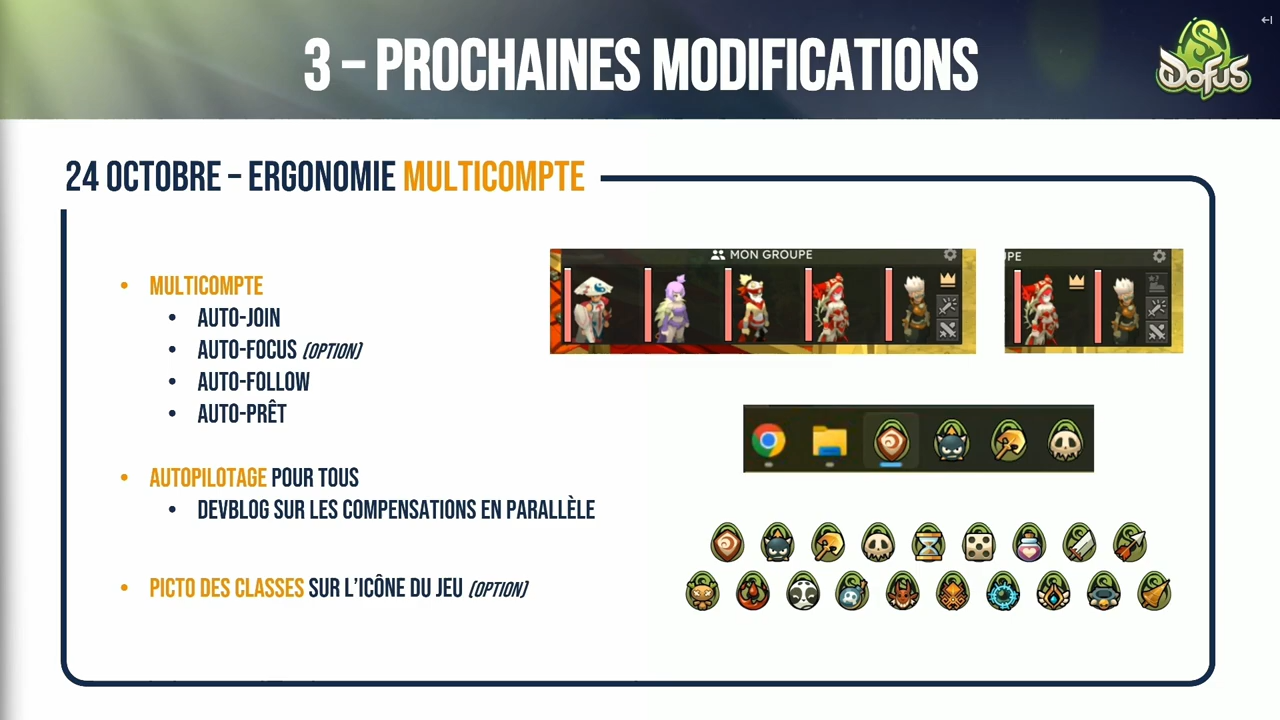 3 – PROCHAINES MODIFICATIONS
DOFUS
24 OCTOBRE – ERGONOMIE MULTICOMPTE
MON GROUPE
UPE
• MULTICOMPTE
• AUTO-JOIN
• AUTO-FOCUS (OPTION)
• AUTO-FOLLOW
• AUTO-PRÊT
• AUTOPILOTAGE POUR TOUS
• DEVBLOG SUR LES COMPENSATIONS EN PARALLÈLE
• PICTO DES CLASSES SUR L'ICÔNE DU JEU (OPTION)